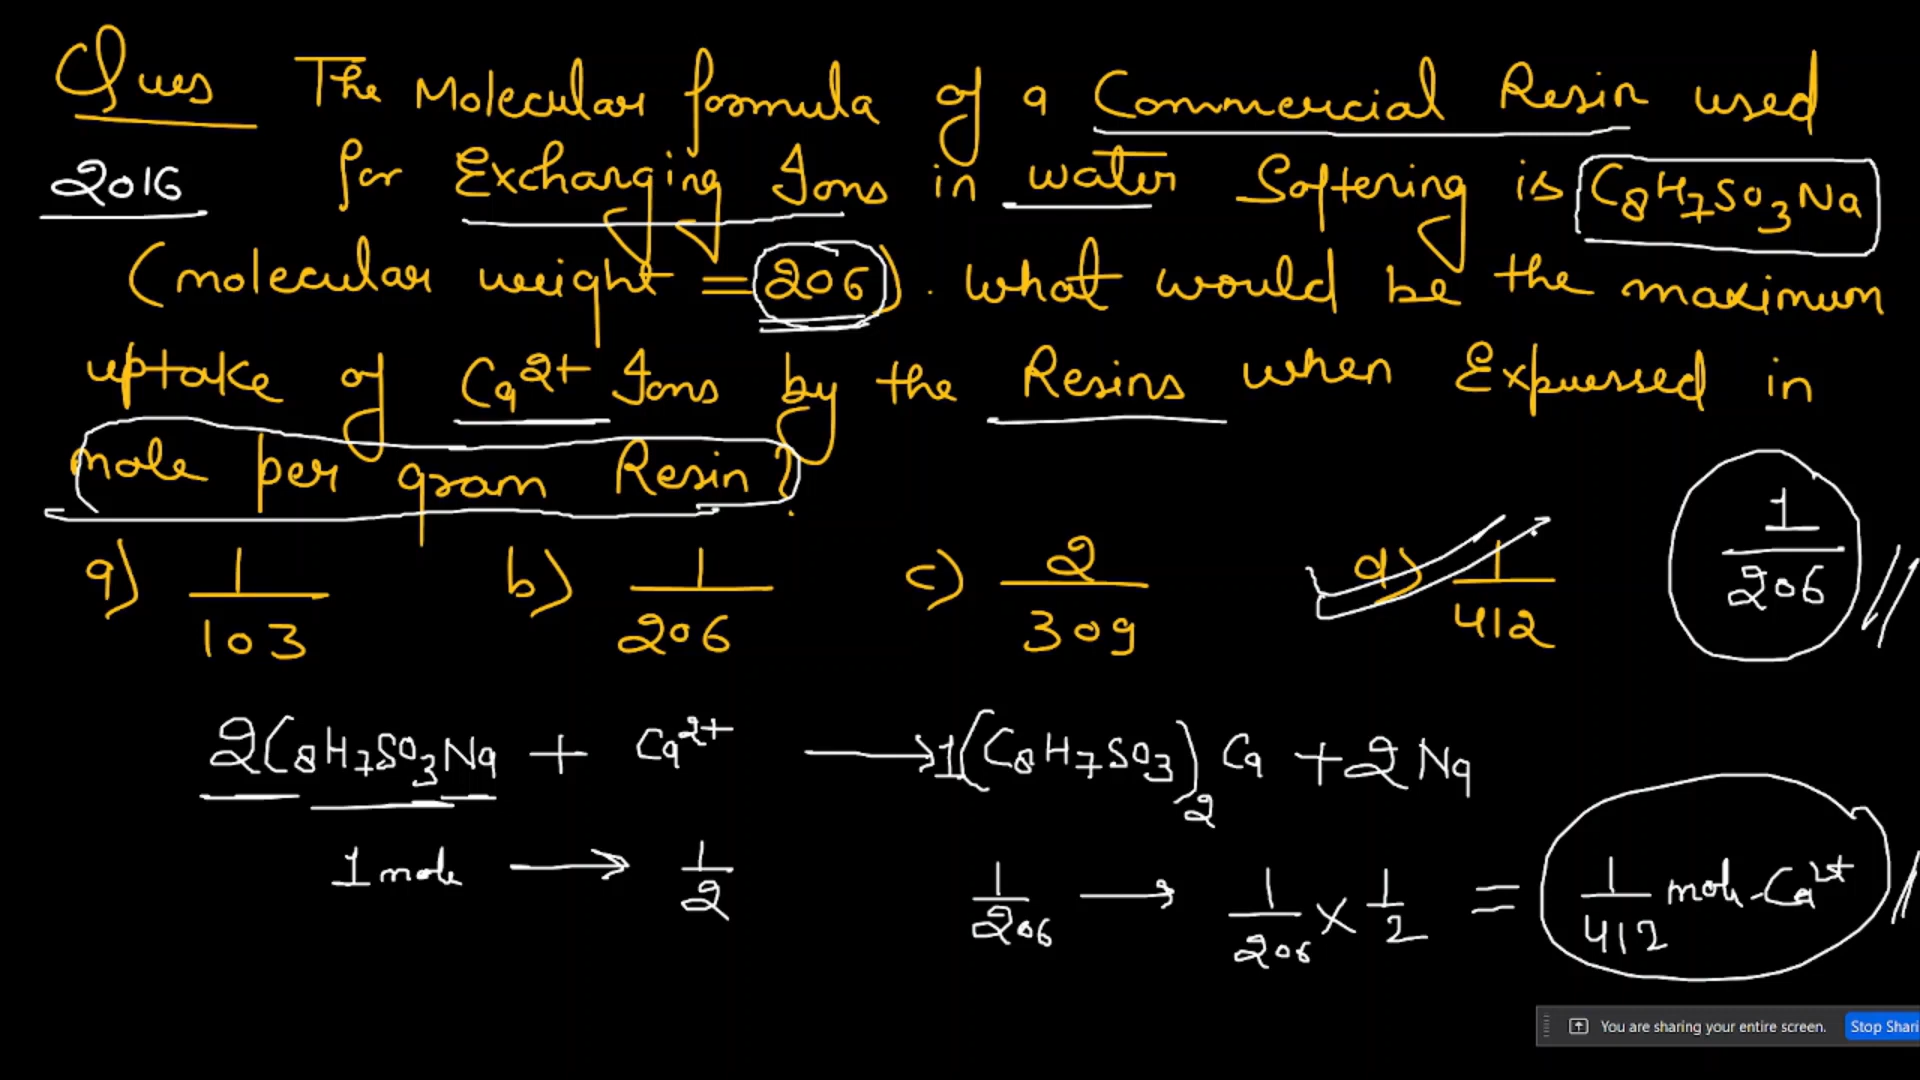 Ques The Molecular formula of a Commercial Resin used
2016 for Exchanging Ions in water Softering is C₈H₇SO₃Na
(molecular weight = 206). what would be the maximum
uptake of Ca²⁺ Ions by the Resins when Expressed in
mole per gram Resin?
a) 1/103 b) 1/206 c) 2/309 d) 1/412 1/206
2C₈H₇SO₃Na + Ca²⁺ → 1(C₈H₇SO₃)₂Ca + 2Na
1 mole → 1/2 1/206 → 1/206 × 1/2 = 1/412 mole Ca²⁺
You are sharing your entire screen. Stop Shari